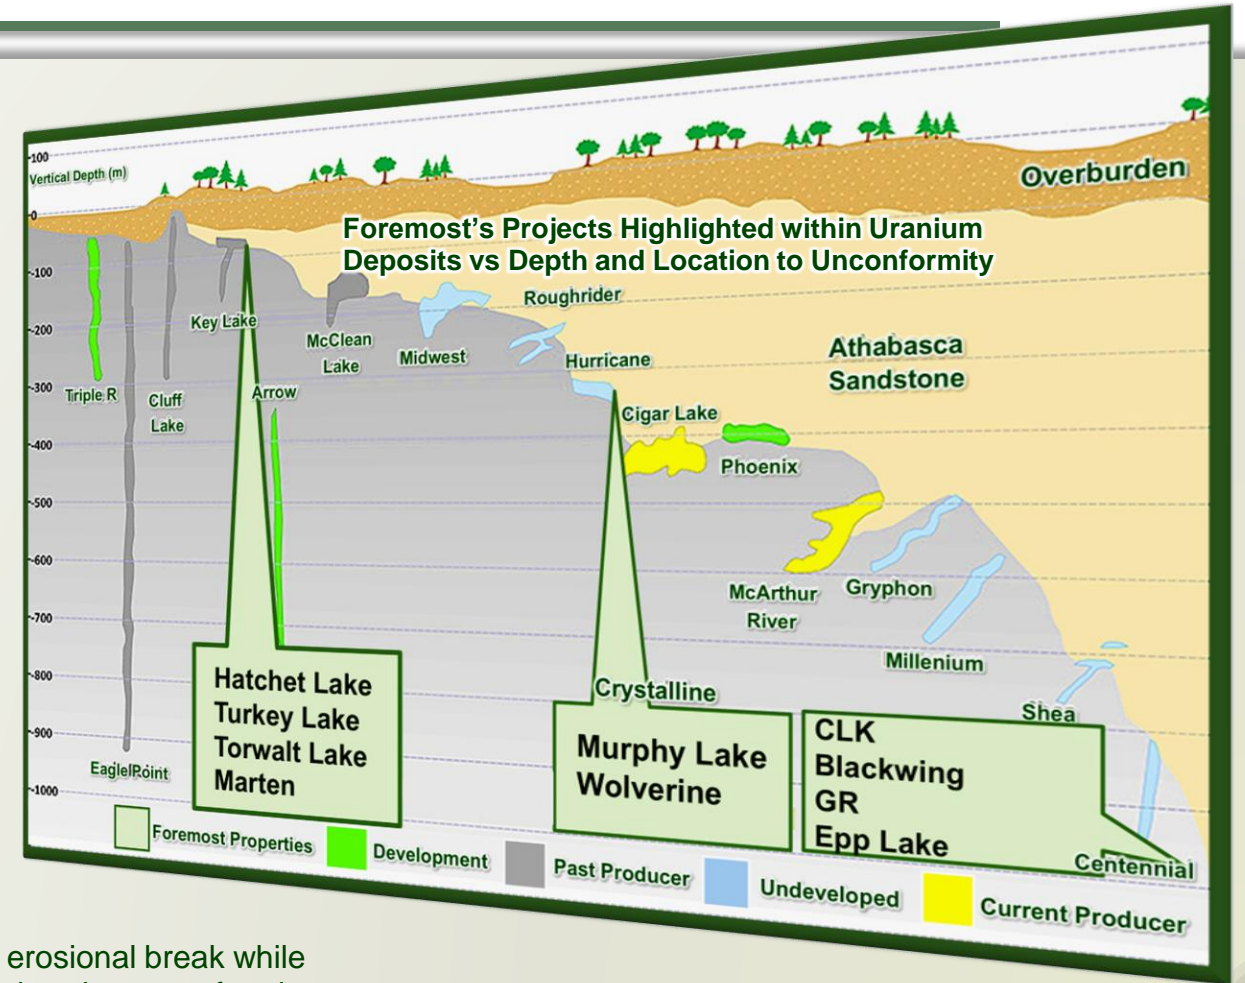 Foremost's Projects Highlighted within Uranium
Deposits vs Depth and Location to Unconformity
100
Vertical Depth (m)
0
-100
-200
-300
-400
-500
-600
-700
-800
-900
-1000
Overburden
Athabasca
Sandstone
Triple R
Cluff
Lake
Eagle Point
Key Lake
Arrow
McClean
Lake
Midwest
Roughrider
Hurricane
Cigar Lake
Phoenix
McArthur
River
Gryphon
Millenium
Shea
Centennial
Crystalline
Hatchet Lake
Turkey Lake
Torwalt Lake
Marten
Murphy Lake
Wolverine
CLK
Blackwing
GR
Epp Lake
Foremost Properties
Development
Past Producer
Undeveloped
Current Producer
erosional break while